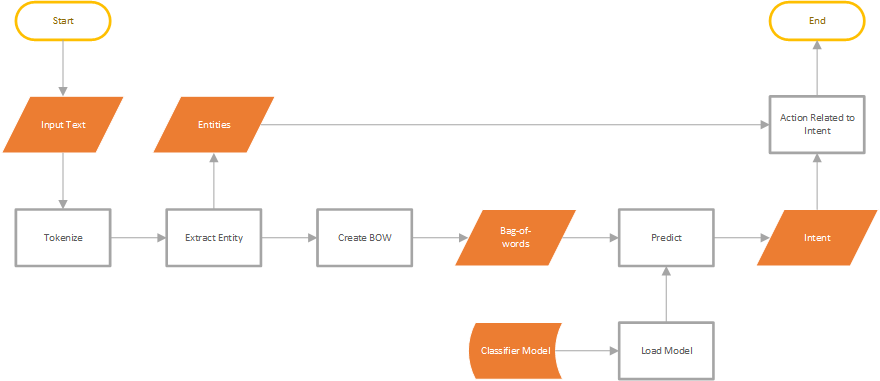 Start
End
Input Text
Entities
Action Related to
Intent
Tokenize
Extract Entity
Create BOW
Bag-of-
words
Predict
Intent
Classifier Model
Load Model